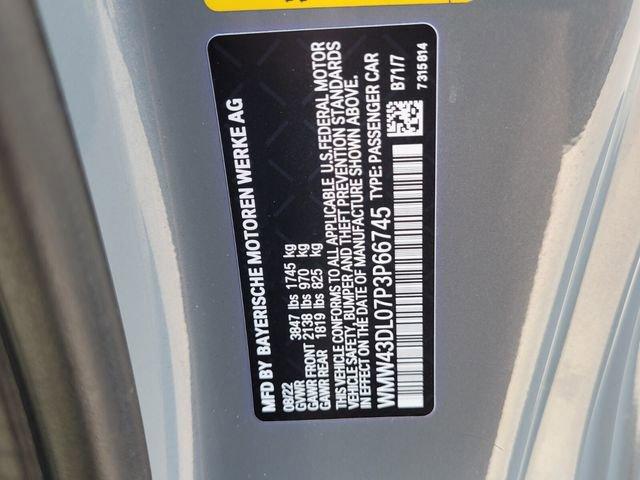 MFD BY BAYERISCHE MOTOREN WERKE AG
08/22
GVWR 3847 lbs 1745 kg
GAWR FRONT 2138 lbs 970 kg
GAWR REAR 1819 lbs 825 kg
THIS VEHICLE CONFORMS TO ALL APPLICABLE U.S. FEDERAL MOTOR
VEHICLE SAFETY, BUMPER AND THEFT PREVENTION STANDARDS
IN EFFECT ON THE DATE OF MANUFACTURE SHOWN ABOVE.
WMW43DL07P3P66745 TYPE: PASSENGER CAR
B71/7
7315814